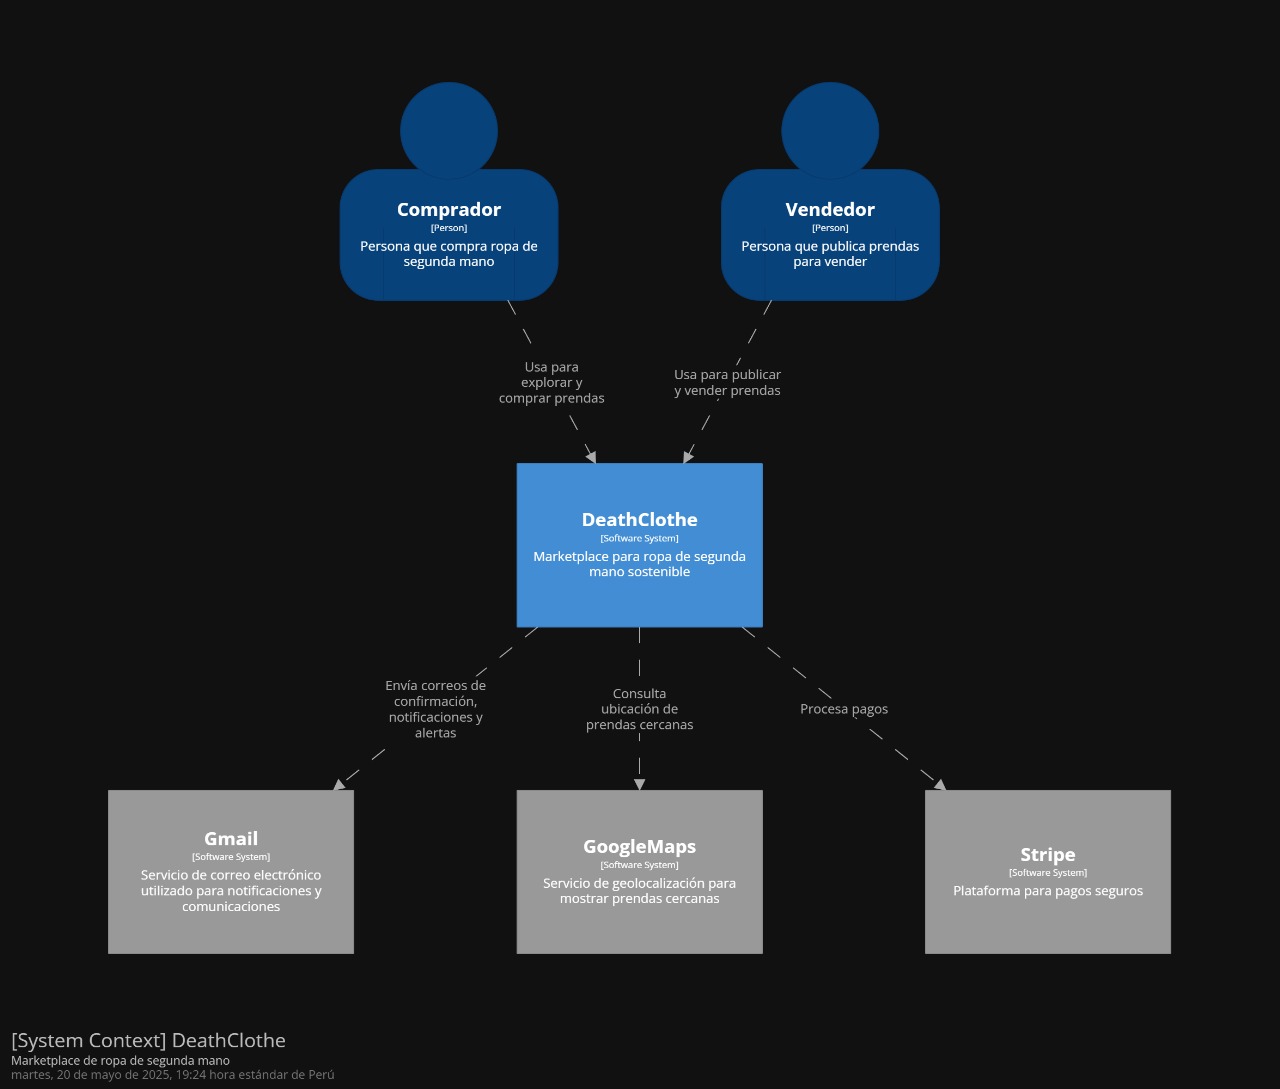 Comprador
[Person]
Persona que compra ropa de
segunda mano
Vendedor
[Person]
Persona que publica prendas
para vender
Usa para
explorar y
comprar prendas
Usa para publicar
y vender prendas
DeathClothe
[Software System]
Marketplace para ropa de segunda
mano sostenible
Envía correos de
confirmación,
notificaciones y
alertas
Consulta
ubicación de
prendas cercanas
Procesa pagos
Gmail
[Software System]
Servicio de correo electrónico
utilizado para notificaciones y
comunicaciones
GoogleMaps
[Software System]
Servicio de geolocalización para
mostrar prendas cercanas
Stripe
[Software System]
Plataforma para pagos seguros
[System Context] DeathClothe
Marketplace de ropa de segunda mano
martes, 20 de mayo de 2025, 19:24 hora estándar de Perú